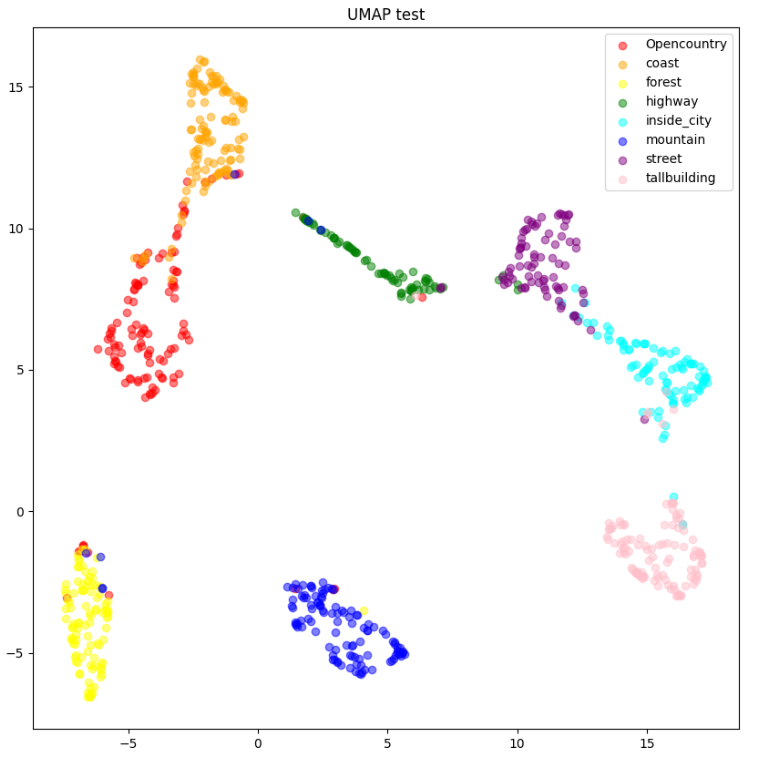 UMAP test
Opencountry
coast
forest
highway
inside_city
mountain
street
tallbuilding
15
10
5
0
−5
−5
0
5
10
15